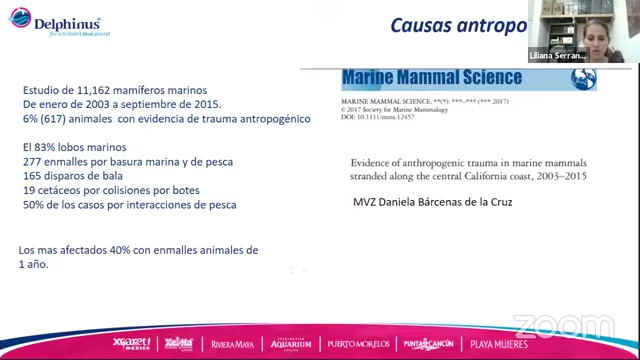 Delphinus®
for a brilliant blue planet
Causas antropo
Liliana Serran...
Estudio de 11,162 mamíferos marinos
De enero de 2003 a septiembre de 2015.
6% (617) animales con evidencia de trauma antropogénico
El 83% lobos marinos
277 enmalles por basura marina y de pesca
165 disparos de bala
19 cetáceos por colisiones por botes
50% de los casos por interacciones de pesca
Los mas afectados 40% con enmalles animales de
1 año.
Marine Mammal Science
MARINE MAMMAL SCIENCE, **(*): ***–*** (*** 2017)
© 2017 Society for Marine Mammalogy
DOI: 10.1111/mms.12457
Evidence of anthropogenic trauma in marine mammals
stranded along the central California coast, 2003–2015
MVZ Daniela Bárcenas de la Cruz
xcaret!
MÉXICO
Xel-Há
RIVIERA MAYA
INTERACTIVE
AQUARIUM
CANCÚN
PUERTO MORELOS
PUNTA CANCÚN
PLAYA MUJERES
zoom